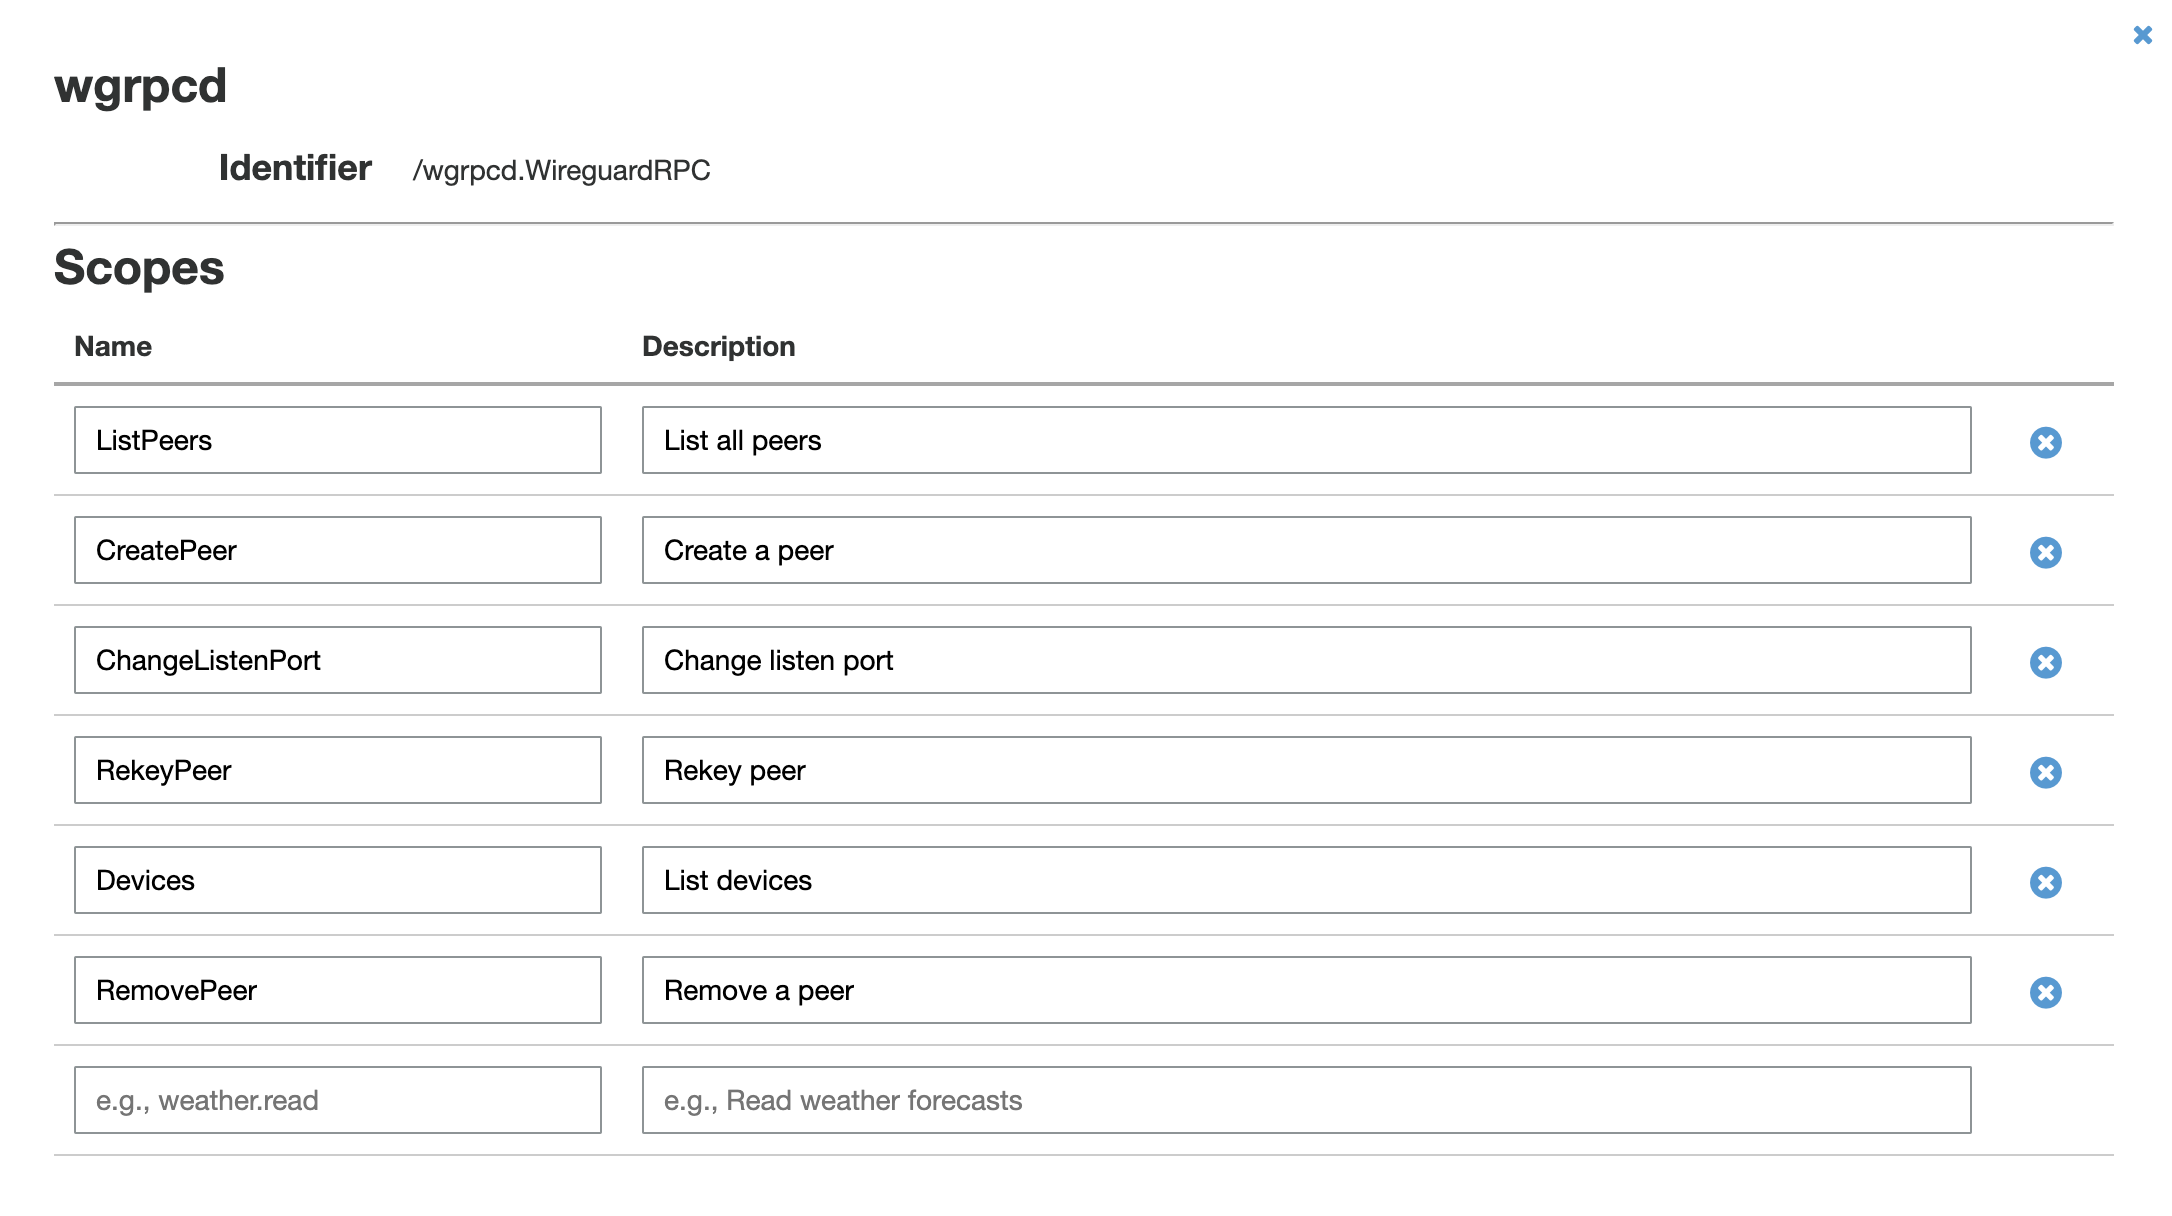 wgrpcd
Identifier /wgrpcd.WireguardRPC
Scopes
Name Description
ListPeers List all peers
CreatePeer Create a peer
ChangeListenPort Change listen port
RekeyPeer Rekey peer
Devices List devices
RemovePeer Remove a peer
e.g., weather.read e.g., Read weather forecasts